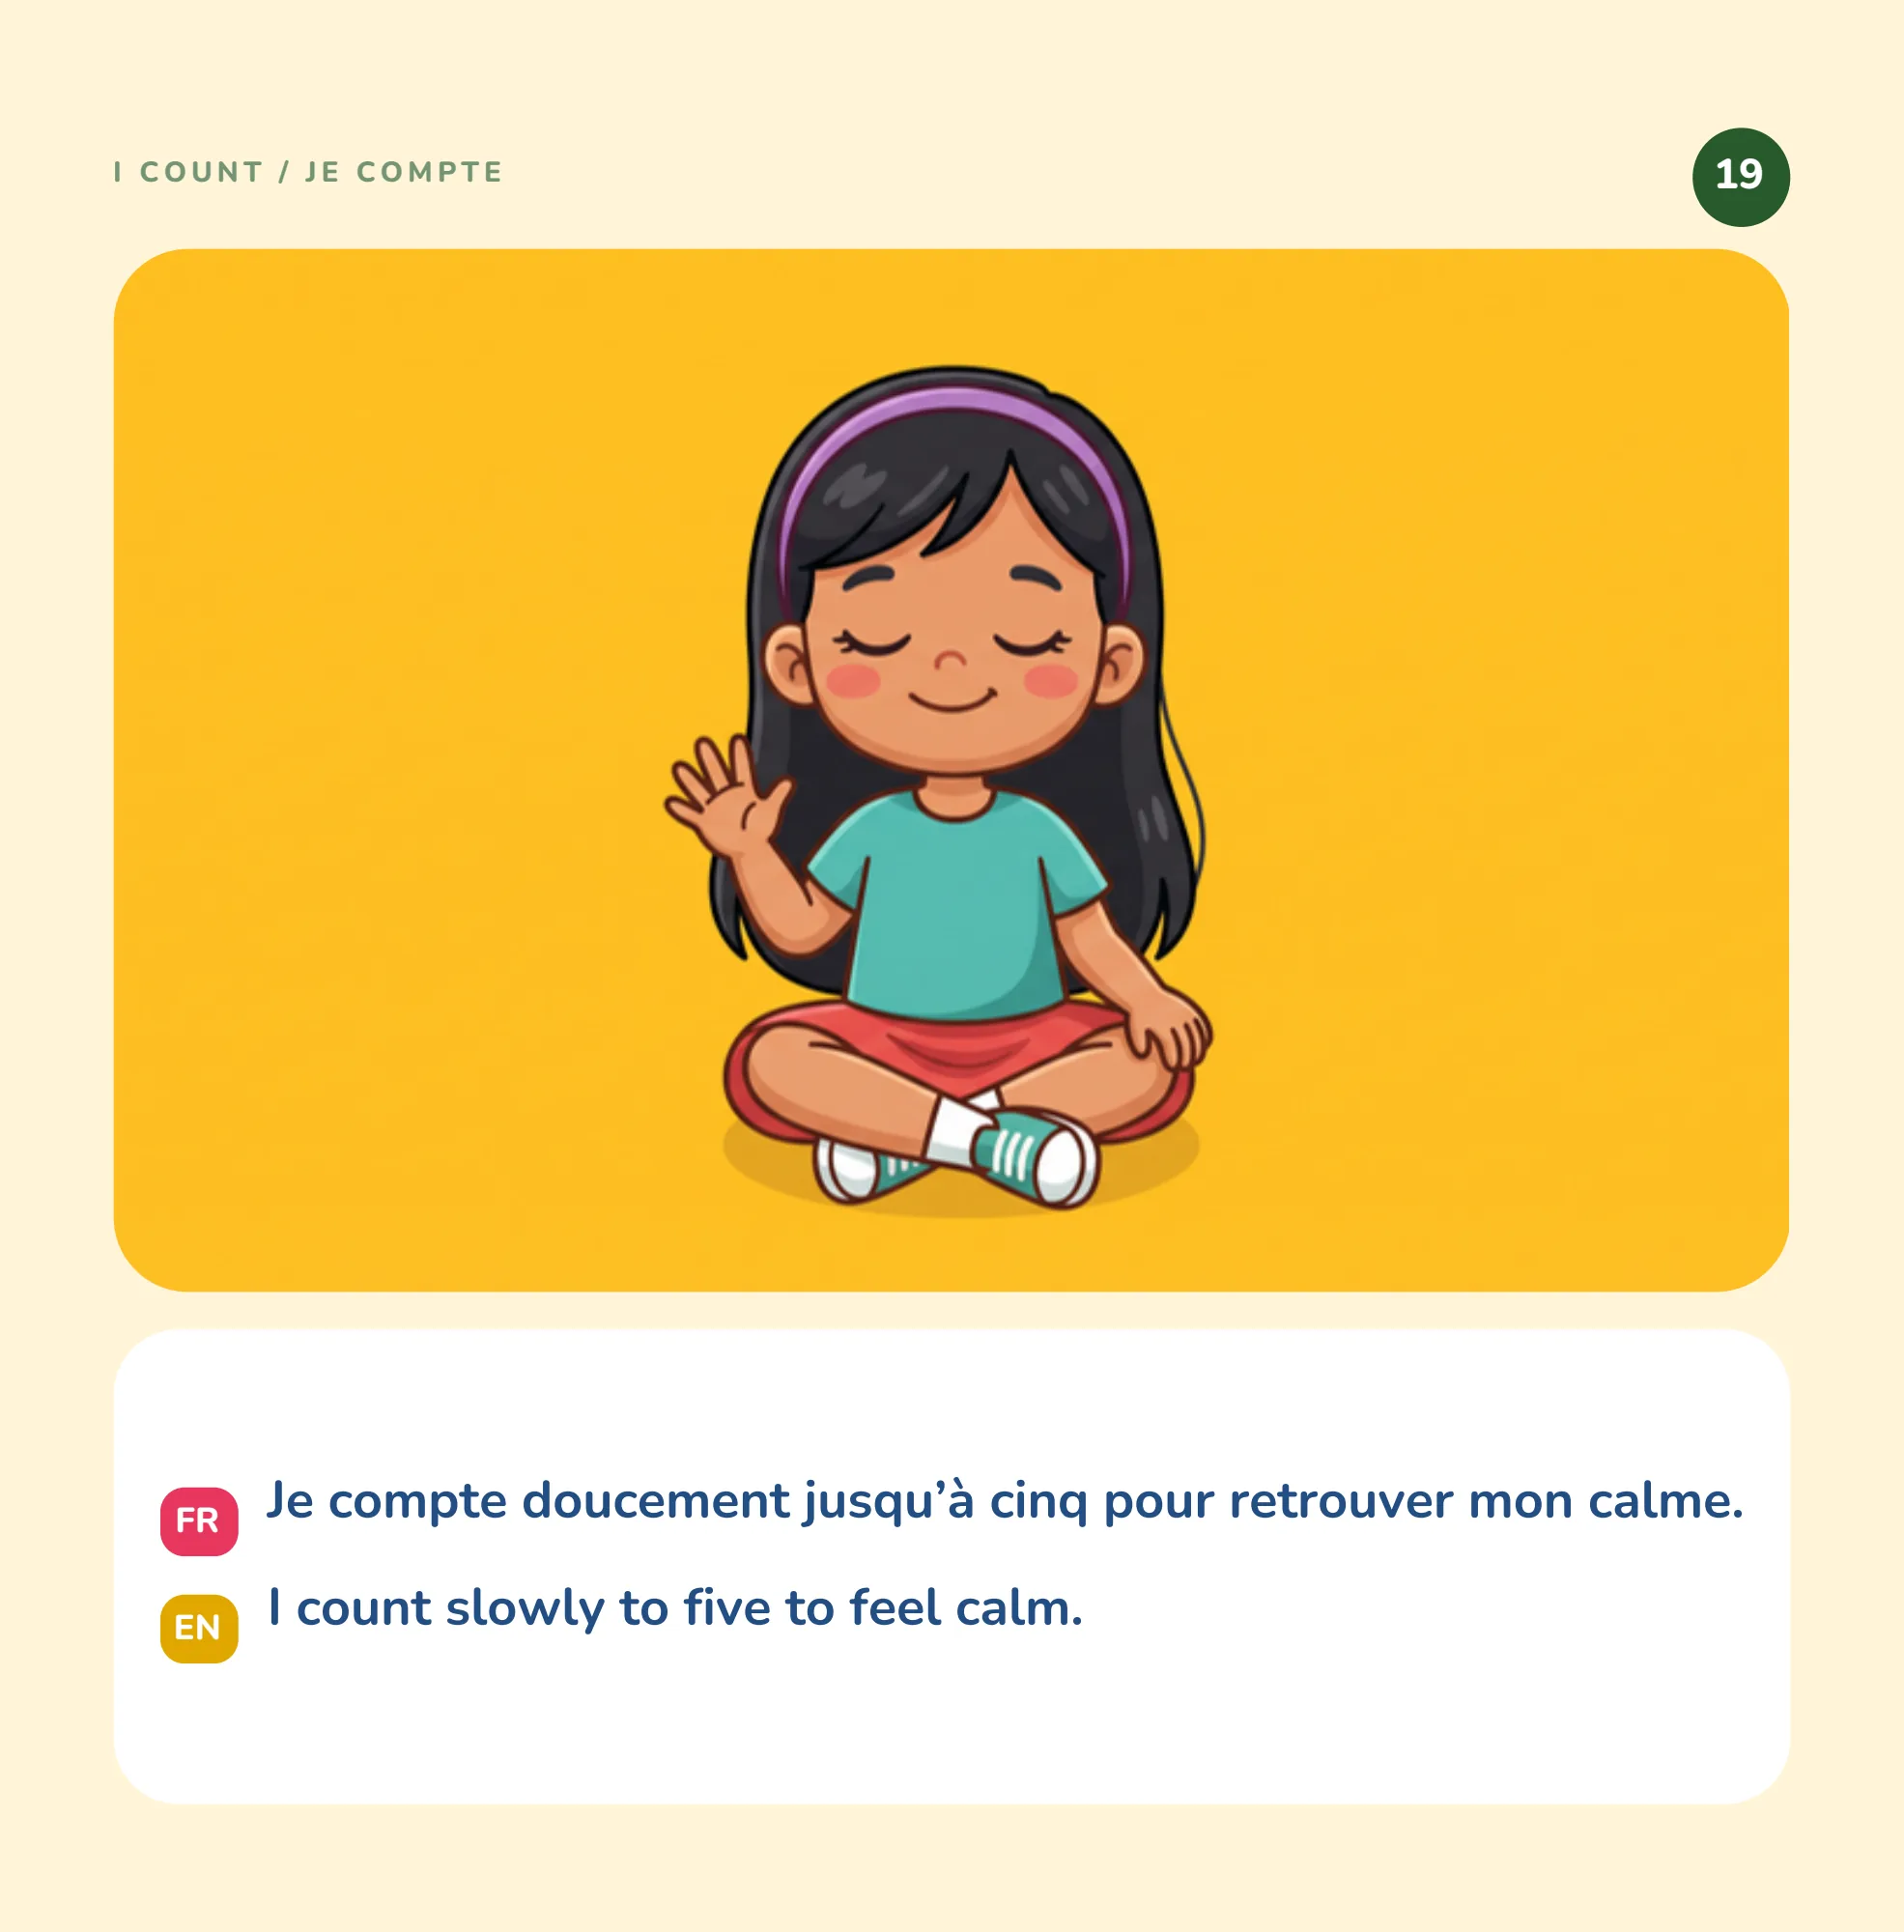 I COUNT / JE COMPTE
19
FR
Je compte doucement jusqu’à cinq pour retrouver mon calme.
EN
I count slowly to five to feel calm.